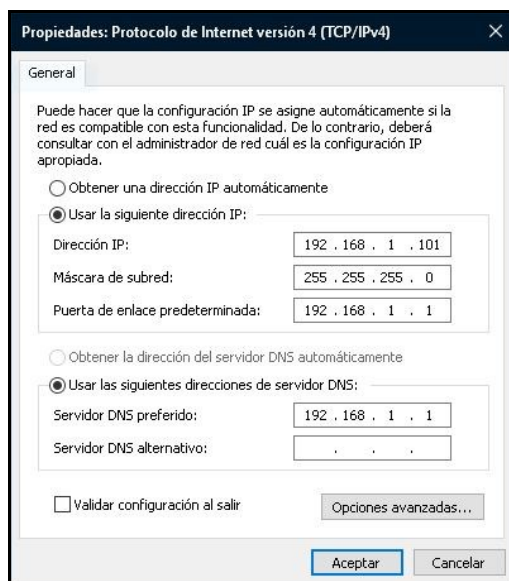 Propiedades: Protocolo de Internet versión 4 (TCP/IPv4)
General
Puede hacer que la configuración IP se asigne automáticamente si la
red es compatible con esta funcionalidad. De lo contrario, deberá
consultar con el administrador de red cuál es la configuración IP
apropiada.
Obtener una dirección IP automáticamente
Usar la siguiente dirección IP:
Dirección IP: 192 . 168 . 1 . 101
Máscara de subred: 255 . 255 . 255 . 0
Puerta de enlace predeterminada: 192 . 168 . 1 . 1
Obtener la dirección del servidor DNS automáticamente
Usar las siguientes direcciones de servidor DNS:
Servidor DNS preferido: 192 . 168 . 1 . 1
Servidor DNS alternativo: . . .
Validar configuración al salir Opciones avanzadas...
Aceptar Cancelar